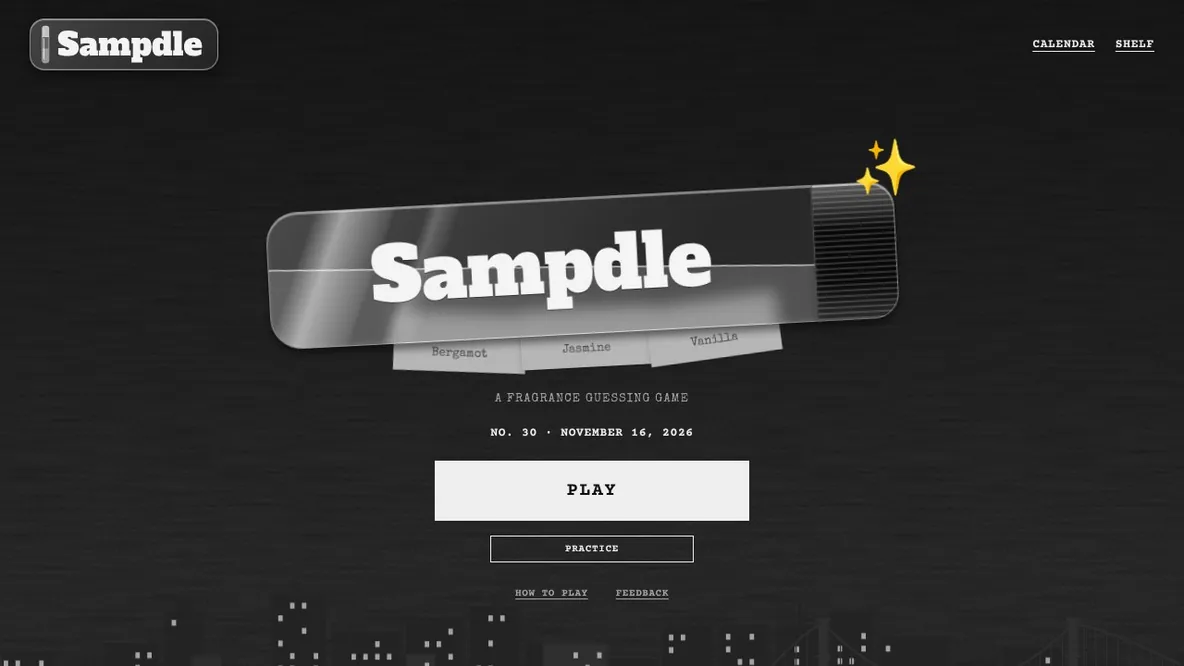 Sampdle
CALENDAR SHELF
Sampdle
Bergamot Jasmine Vanilla
A FRAGRANCE GUESSING GAME
NO. 30 · NOVEMBER 16, 2026
PLAY
PRACTICE
HOW TO PLAY FEEDBACK